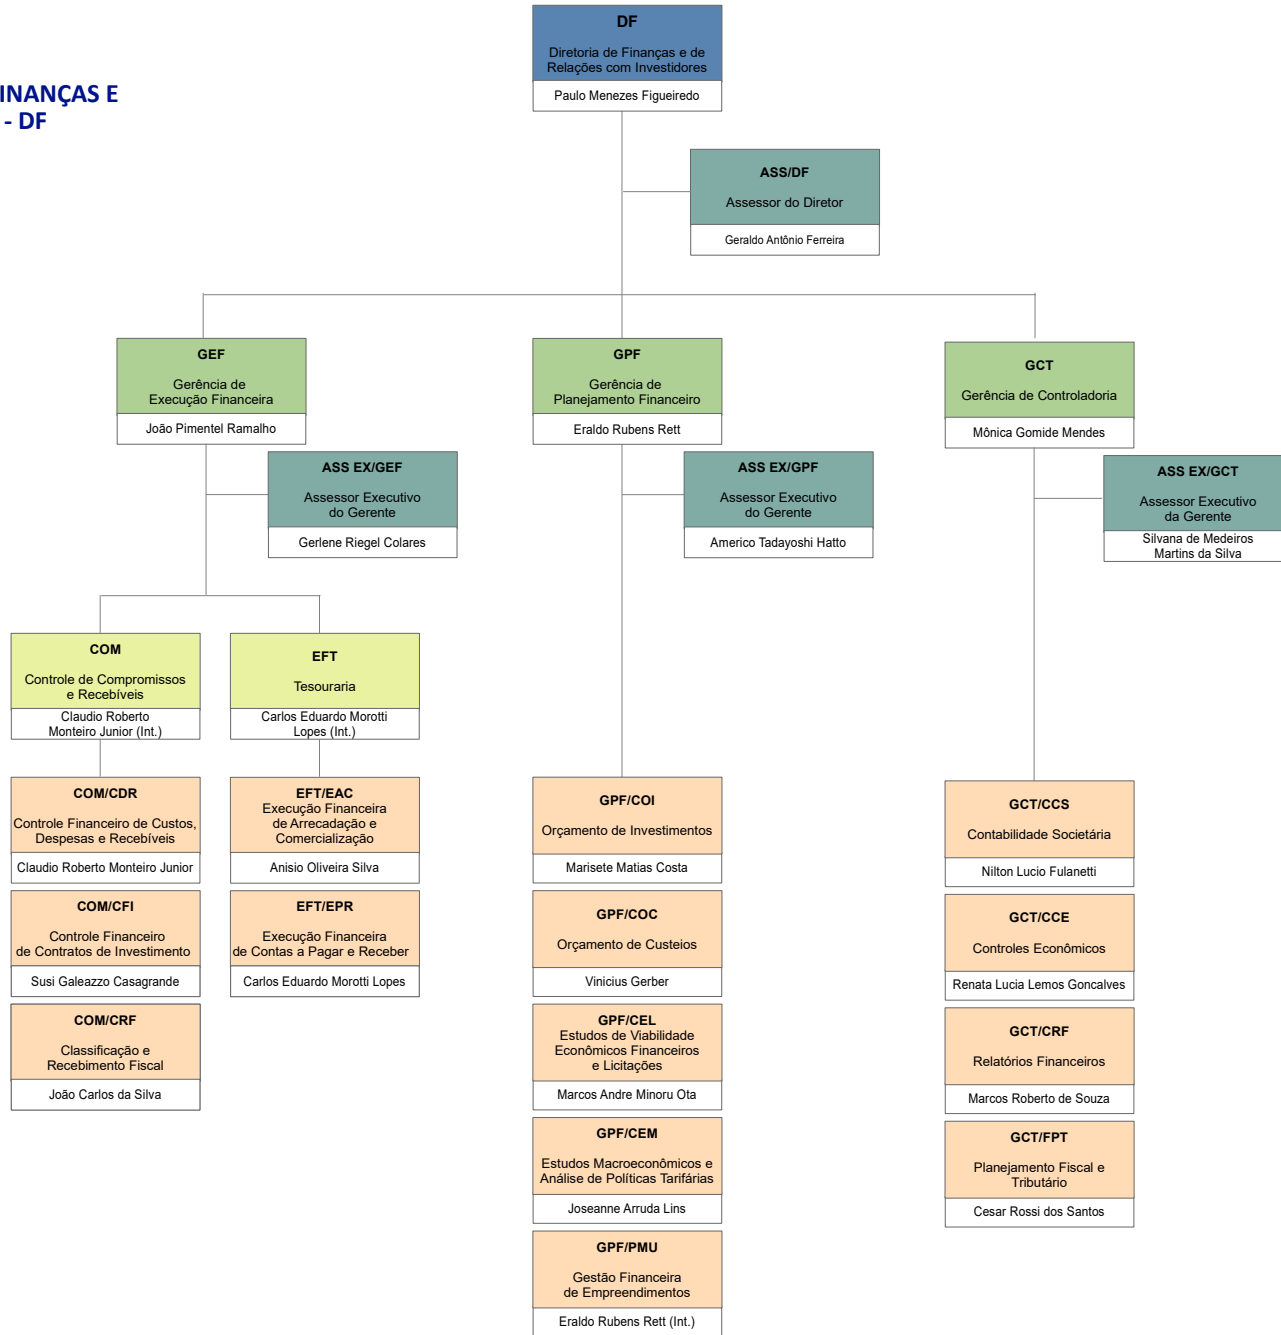 DF
Diretoria de Finanças e de
Relações com Investidores
Paulo Menezes Figueiredo
INANÇAS E
- DF
ASS/DF
Assessor do Diretor
Geraldo Antônio Ferreira
GEF
Gerência de
Execução Financeira
João Pimentel Ramalho
GPF
Gerência de
Planejamento Financeiro
Eraldo Rubens Rett
GCT
Gerência de Controladoria
Mônica Gomide Mendes
ASS EX/GEF
Assessor Executivo
do Gerente
Gerlene Riegel Colares
ASS EX/GPF
Assessor Executivo
do Gerente
Americo Tadayoshi Hatto
ASS EX/GCT
Assessor Executivo
da Gerente
Silvana de Medeiros
Martins da Silva
COM
Controle de Compromissos
e Recebíveis
Claudio Roberto
Monteiro Junior (Int.)
EFT
Tesouraria
Carlos Eduardo Morotti
Lopes (Int.)
COM/CDR
Controle Financeiro de Custos,
Despesas e Recebíveis
Claudio Roberto Monteiro Junior
COM/CFI
Controle Financeiro
de Contratos de Investimento
Susi Galeazzo Casagrande
COM/CRF
Classificação e
Recebimento Fiscal
João Carlos da Silva
EFT/EAC
Execução Financeira
de Arrecadação e
Comercialização
Anisio Oliveira Silva
EFT/EPR
Execução Financeira
de Contas a Pagar e Receber
Carlos Eduardo Morotti Lopes
GPF/COI
Orçamento de Investimentos
Marisete Matias Costa
GPF/COC
Orçamento de Custeios
Vinicius Gerber
GPF/CEL
Estudos de Viabilidade
Econômicos Financeiros
e Licitações
Marcos Andre Minoru Ota
GPF/CEM
Estudos Macroeconômicos e
Análise de Políticas Tarifárias
Joseanne Arruda Lins
GPF/PMU
Gestão Financeira
de Empreendimentos
Eraldo Rubens Rett (Int.)
GCT/CCS
Contabilidade Societária
Nilton Lucio Fulanetti
GCT/CCE
Controles Econômicos
Renata Lucia Lemos Goncalves
GCT/CRF
Relatórios Financeiros
Marcos Roberto de Souza
GCT/FPT
Planejamento Fiscal e
Tributário
Cesar Rossi dos Santos